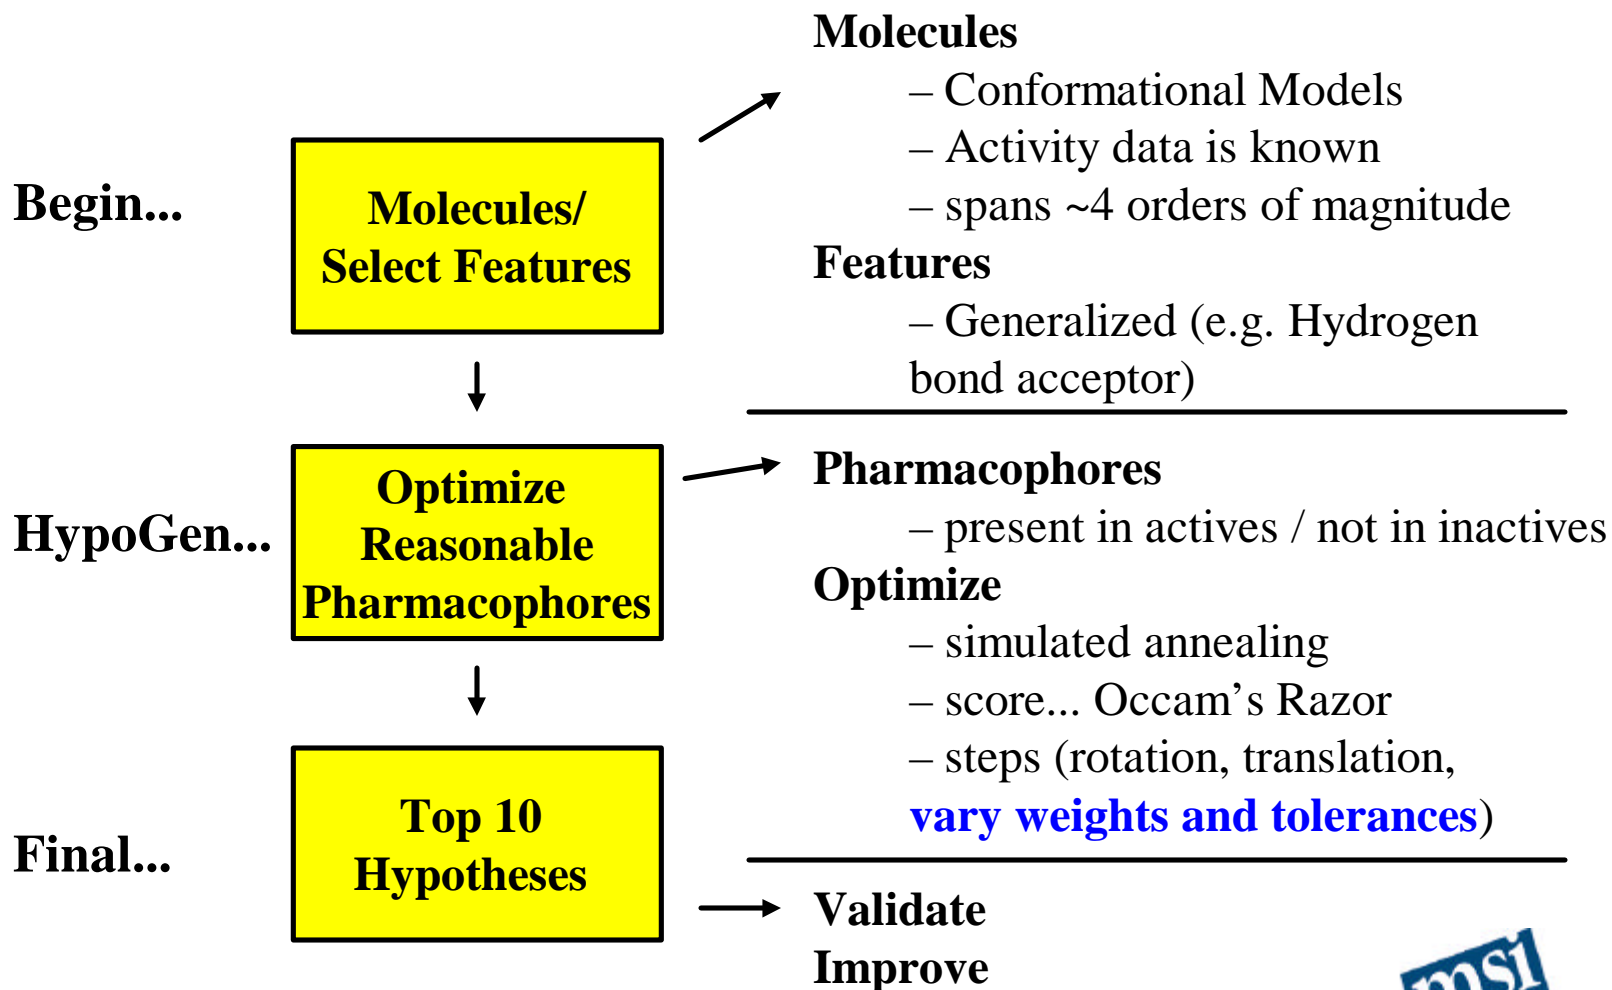 Molecules
– Conformational Models
– Activity data is known
– spans ~4 orders of magnitude
Features
– Generalized (e.g. Hydrogen
bond acceptor)
Begin...
Molecules/
Select Features
HypoGen...
Optimize
Reasonable
Pharmacophores
Pharmacophores
– present in actives / not in inactives
Optimize
– simulated annealing
– score... Occam’s Razor
– steps (rotation, translation,
vary weights and tolerances)
Final...
Top 10
Hypotheses
Validate
Improve
msi